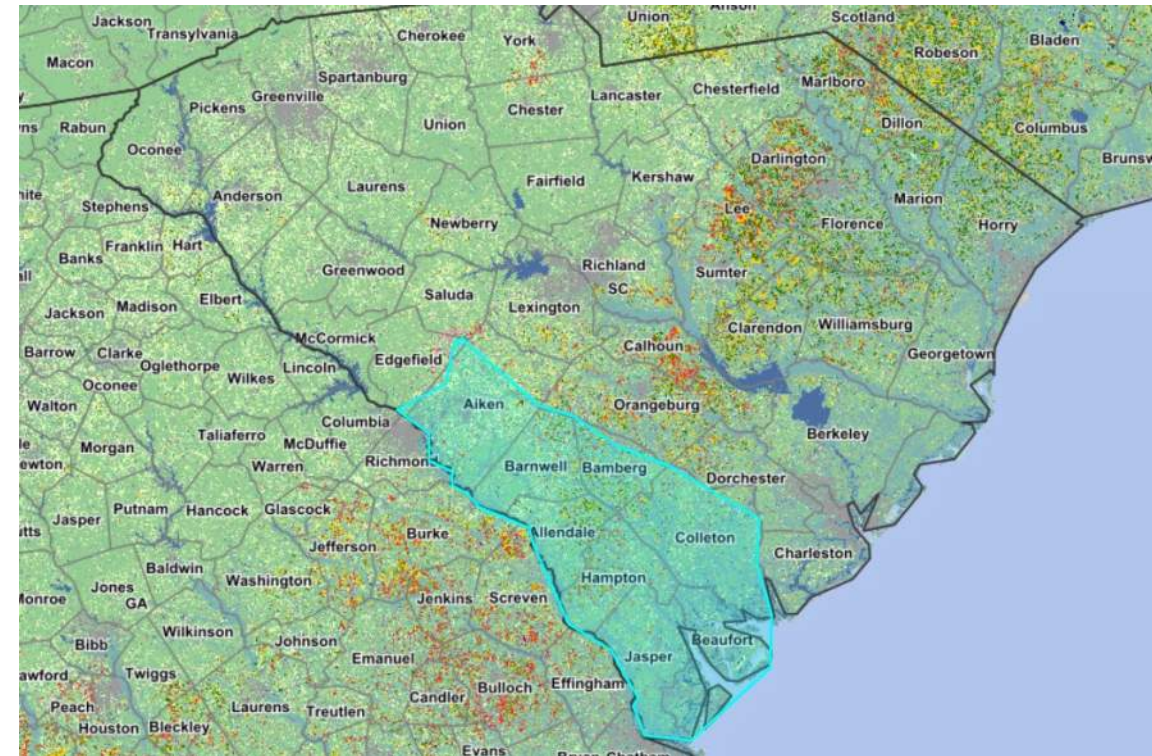 Jackson
Transylvania
Cherokee
York
Union
Anson
Scotland
Robeson
Bladen
Macon
Spartanburg
Greenville
Pickens
Chester
Lancaster
Chesterfield
Marlboro
Dillon
Columbus
Rabun
Oconee
Union
Brunsw
Darlington
Laurens
Fairfield
Kershaw
Anderson
Stephens
Lee
Marion
Newberry
Florence
Horry
Franklin
Hart
Banks
Greenwood
Richland
SC
Sumter
Saluda
Lexington
Elbert
Jackson
Madison
Clarendon
Williamsburg
McCormick
Calhoun
Georgetown
Barrow
Clarke
Oglethorpe
Lincoln
Edgefield
Wilkes
Oconee
Walton
Aiken
Orangeburg
Columbia
Berkeley
Taliaferro
McDuffie
Morgan
Warren
Richmond
Barnwell
Bamberg
Dorchester
Putnam
Hancock
Glascock
Jasper
Burke
Allendale
Colleton
Jefferson
Charleston
Baldwin
Washington
Hampton
Jones
GA
Jenkins
Screven
Wilkinson
Johnson
Bibb
Beaufort
Emanuel
Jasper
Twiggs
Effingham
Candler
Bulloch
Peach
Laurens
Treutlen
Houston
Bleckley
Evans